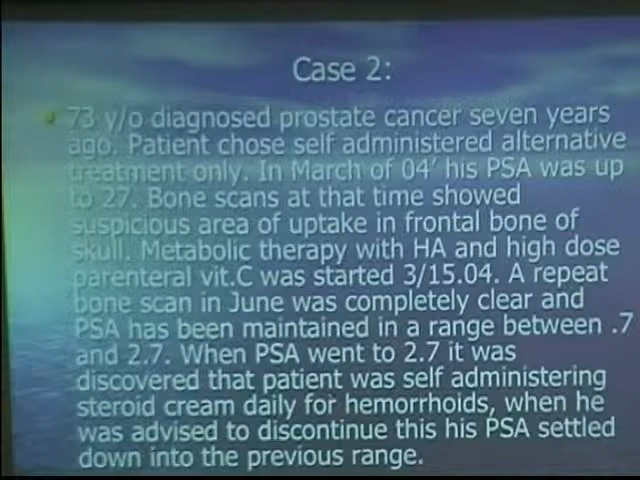 Case 2:
73 y/o diagnosed prostate cancer seven years
ago. Patient chose self administered alternative
treatment only. In March of 04' his PSA was up
to 27. Bone scans at that time showed
suspicious area of uptake in frontal bone of
skull. Metabolic therapy with HA and high dose
parenteral vit.C was started 3/15.04. A repeat
bone scan in June was completely clear and
PSA has been maintained in a range between .7
and 2.7. When PSA went to 2.7 it was
discovered that patient was self administering
steroid cream daily for hemorrhoids, when he
was advised to discontinue this his PSA settled
down into the previous range.